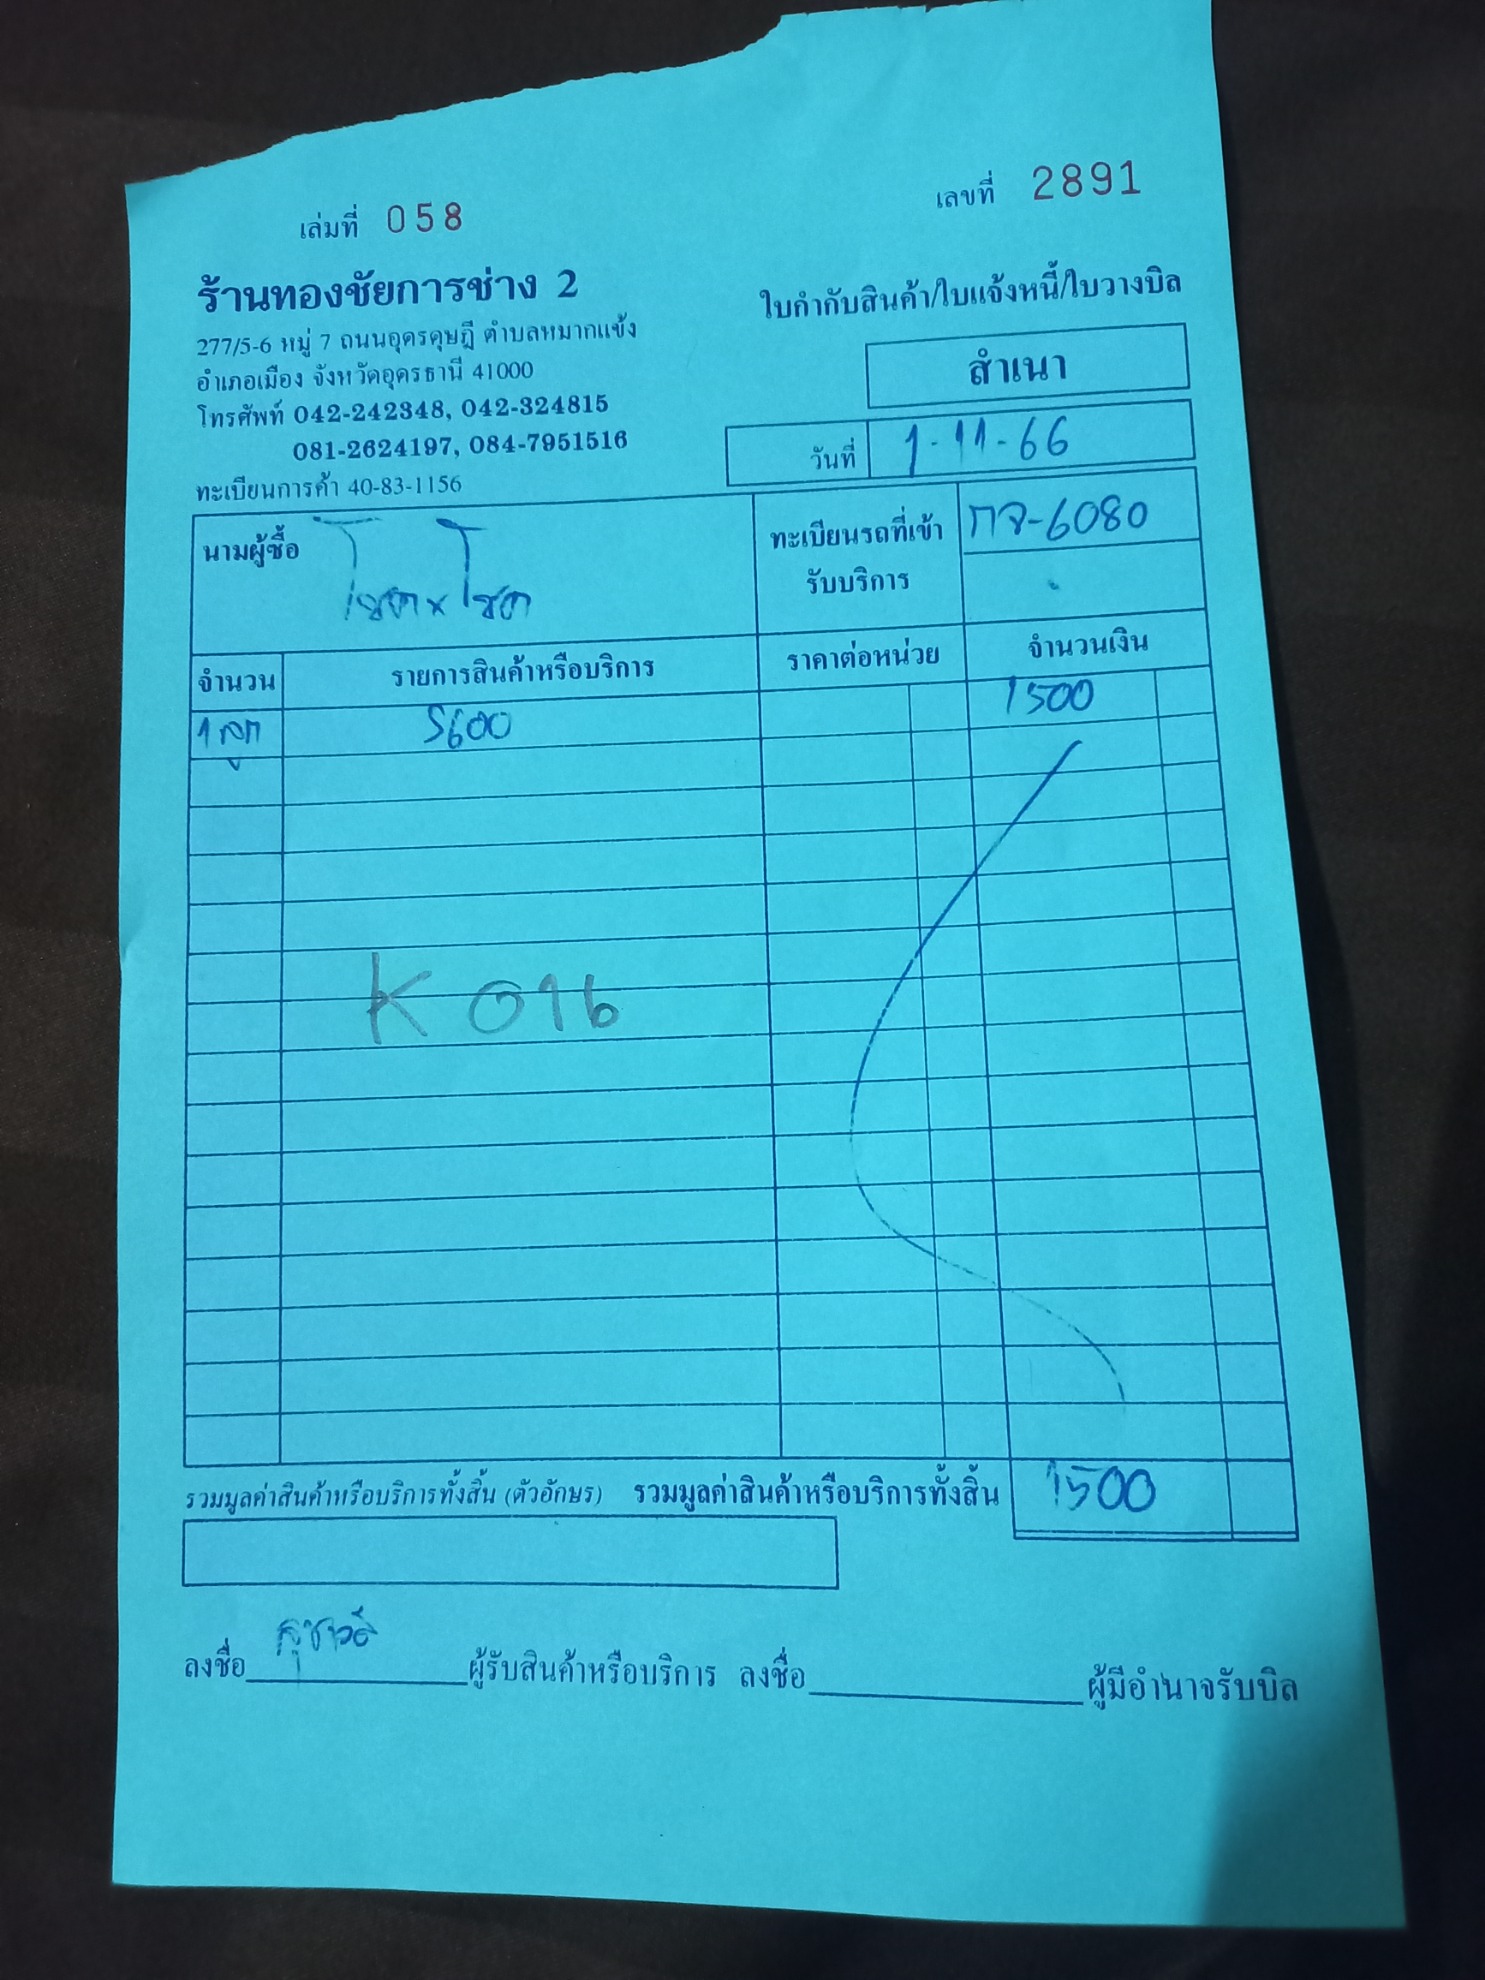 เล่มที่ 058
เลขที่ 2891
ร้านทองชัยการช่าง 2
277/5-6 หมู่ 7 ถนนอุดรดุษฎี ตำบลหมากแข้ง
อำเภอเมือง จังหวัดอุดรธานี 41000
โทรศัพท์ 042-242348, 042-324815
081-2624197, 084-7951516
ทะเบียนการค้า 40-83-1156
ใบกำกับสินค้า/ใบแจ้งหนี้/ใบวางบิล
สำเนา
วันที่ 1-11-66
นามผู้ซื้อ
ทะเบียนรถที่เข้า
รับบริการ
กจ-6080
จำนวน รายการสินค้าหรือบริการ ราคาต่อหน่วย จำนวนเงิน
1 ลูก 5600 1500
K 016
รวมมูลค่าสินค้าหรือบริการทั้งสิ้น (ตัวอักษร) รวมมูลค่าสินค้าหรือบริการทั้งสิ้น 1500
ลงชื่อ ผู้รับสินค้าหรือบริการ ลงชื่อ ผู้มีอำนาจรับบิล